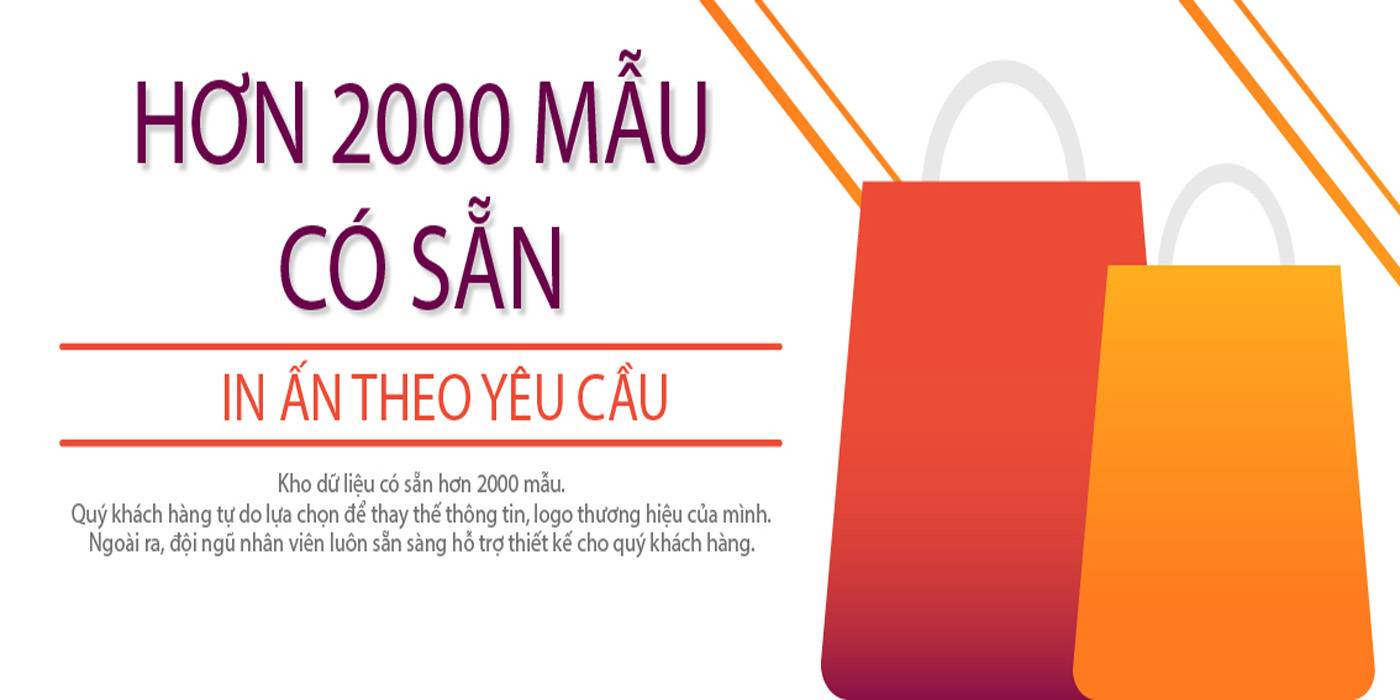 HƠN 2000 MẪU
CÓ SẴN
IN ẤN THEO YÊU CẦU
Kho dữ liệu có sẵn hơn 2000 mẫu.
Quý khách hàng tự do lựa chọn để thay thế thông tin, logo thương hiệu của mình.
Ngoài ra, đội ngũ nhân viên luôn sẵn sàng hỗ trợ thiết kế cho quý khách hàng.